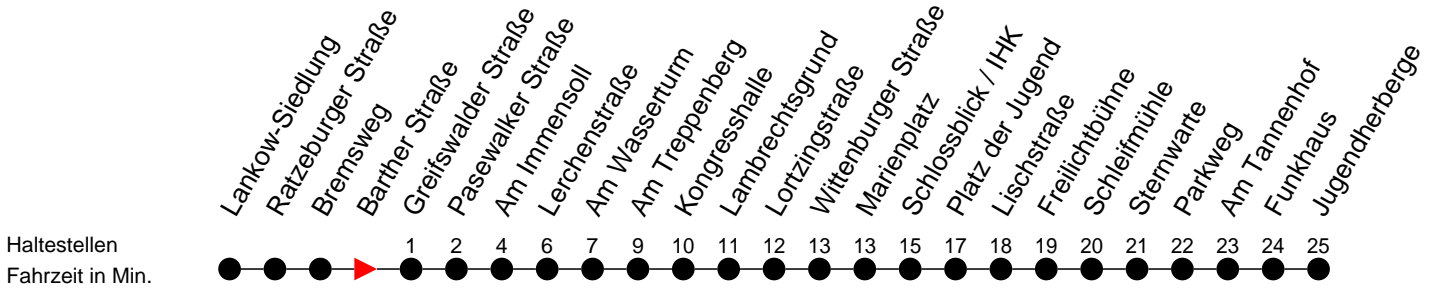 Lankow-Siedlung
Ratzeburger Straße
Bremsweg
Barther Straße
Greifswalder Straße
Pasewalker Straße
Am Immensoll
Lerchenstraße
Am Wasserturm
Am Treppenberg
Kongresshalle
Lambrechtsgrund
Lortzingstraße
Wittenburger Straße
Marienplatz
Schlossblick / IHK
Platz der Jugend
Lischstraße
Freilichtbühne
Schleifmühle
Sternwarte
Parkweg
Am Tannenhof
Funkhaus
Jugendherberge
Haltestellen 1 2 4 6 7 9 10 11 12 13 13 15 17 18 19 20 21 22 23 24 25
Fahrzeit in Min.